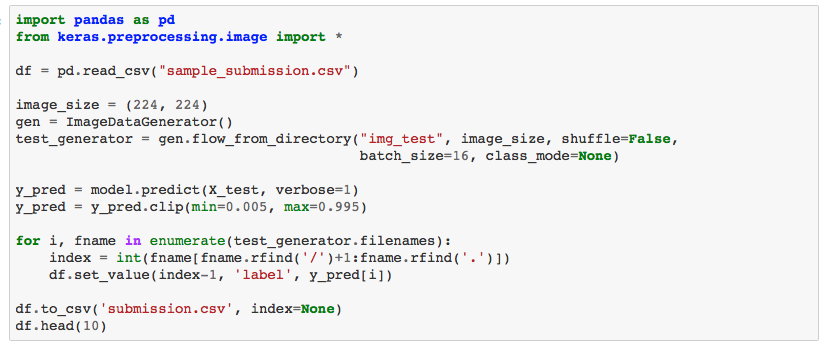 import pandas as pd
from keras.preprocessing.image import *

df = pd.read_csv("sample_submission.csv")

image_size = (224, 224)
gen = ImageDataGenerator()
test_generator = gen.flow_from_directory("img_test", image_size, shuffle=False,
                                         batch_size=16, class_mode=None)

y_pred = model.predict(X_test, verbose=1)
y_pred = y_pred.clip(min=0.005, max=0.995)

for i, fname in enumerate(test_generator.filenames):
    index = int(fname[fname.rfind('/')+1:fname.rfind('.')])
    df.set_value(index-1, 'label', y_pred[i])

df.to_csv('submission.csv', index=None)
df.head(10)